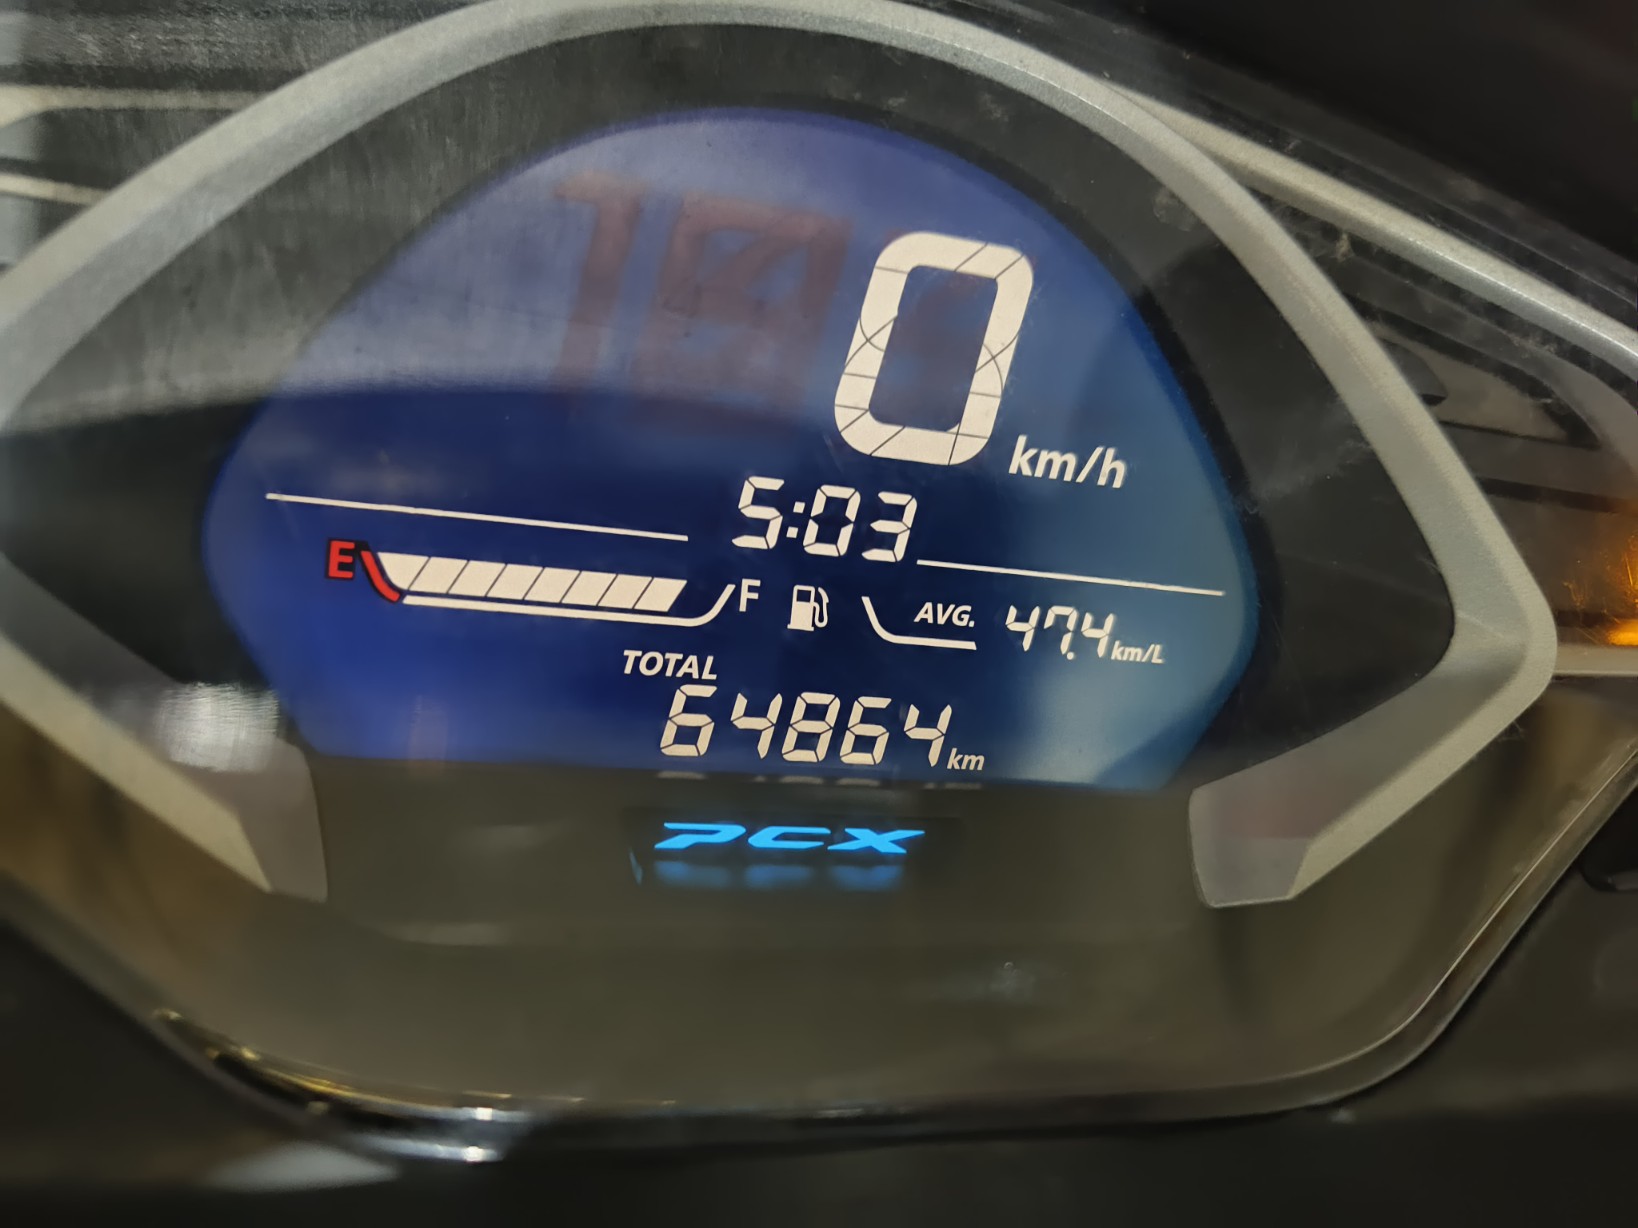 0 km/h
5:03
E F AVG. 47.4 km/L
TOTAL
64864 km
PCX